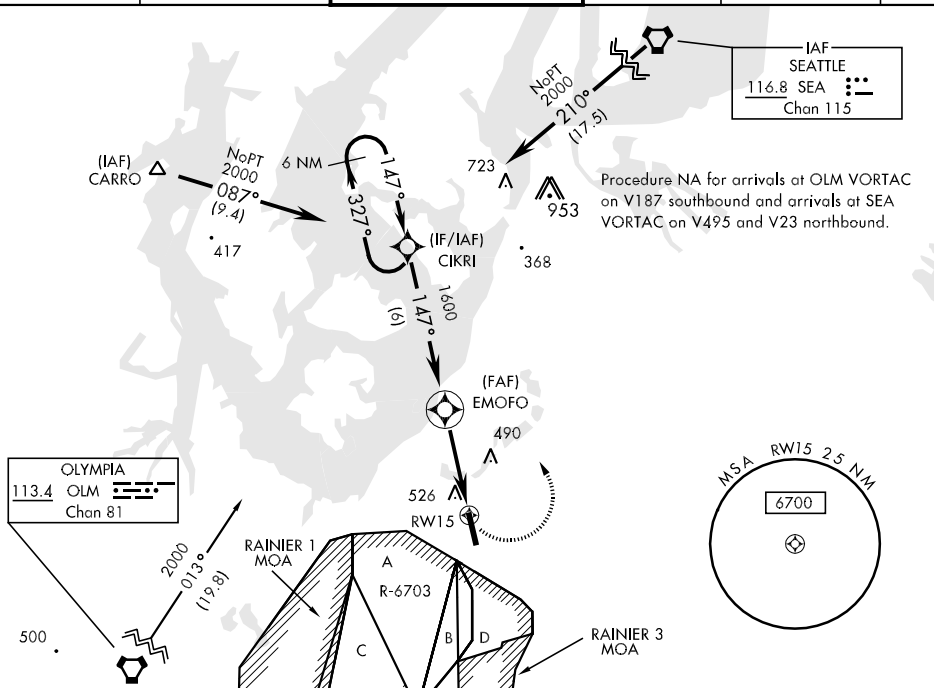 IAF
SEATTLE
116.8 SEA
Chan 115
NoPT
2000
210°
(17.5)
(IAF)
CARRO
NoPT
2000
087°
(9.4)
6 NM
147°
327°
(IF/IAF)
CIKRI
723
953
368
417
Procedure NA for arrivals at OLM VORTAC
on V187 southbound and arrivals at SEA
VORTAC on V495 and V23 northbound.
1600
147°
(6)
(FAF)
EMOFO
490
526
RW15
OLYMPIA
113.4 OLM
Chan 81
2000
013°
(19.8)
500
RAINIER 1
MOA
A
R-6703
C
B
D
RAINIER 3
MOA
MSA RW15 25 NM
6700